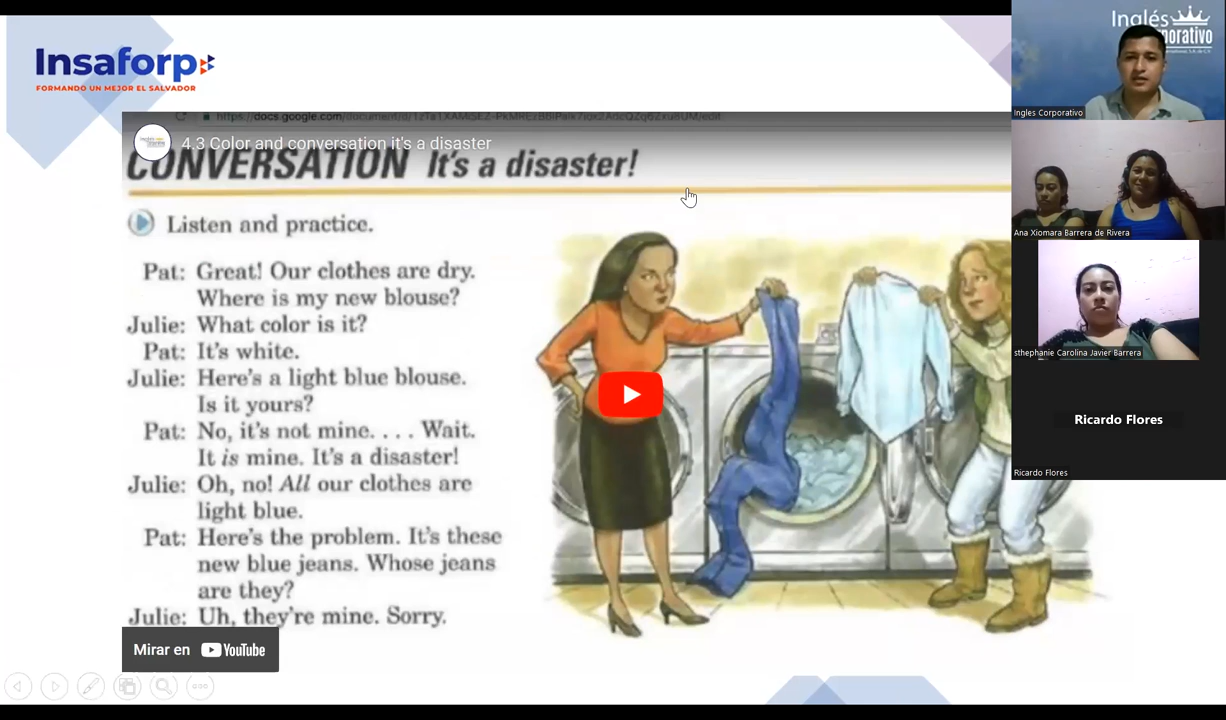 Insaforp
FORMANDO UN MEJOR EL SALVADOR
4.3 Color and conversation it's a disaster
CONVERSATION It's a disaster!
Listen and practice.
Pat: Great! Our clothes are dry.
Where is my new blouse?
Julie: What color is it?
Pat: It's white.
Julie: Here's a light blue blouse.
Is it yours?
Pat: No, it's not mine. . . . Wait.
It is mine. It's a disaster!
Julie: Oh, no! All our clothes are
light blue.
Pat: Here's the problem. It's these
new blue jeans. Whose jeans
are they?
Julie: Uh, they're mine. Sorry.
Mirar en YouTube
Inglés
Ingles Corporativo
Ana Xiomara Barrera de Rivera
sthephanie Carolina Javier Barrera
Ricardo Flores
Ricardo Flores